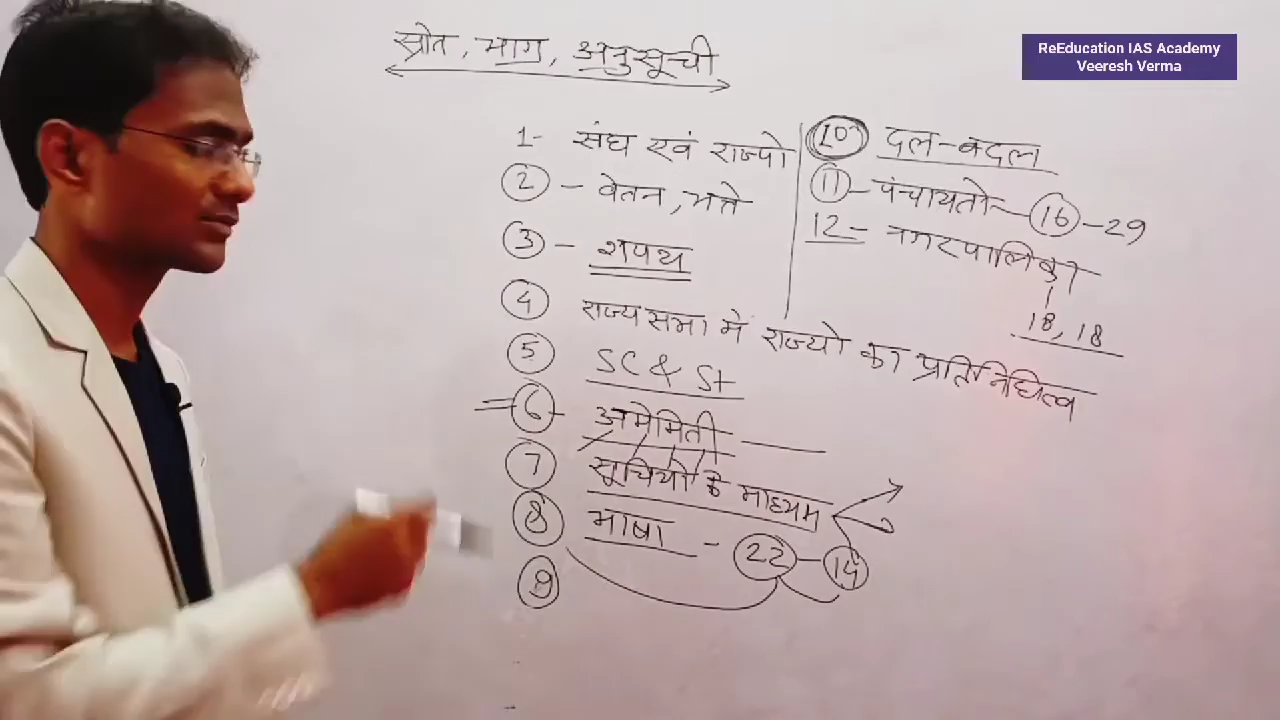 ReEducation IAS Academy
Veeresh Verma
स्रोत, भाग, अनुसूची
1- संघ एवं राज्यो
2 - वेतन, भत्ते
3 - शपथ
4 राज्यसभा में राज्यो का प्रतिनिधित्व
5 SC & St
6 - अमेमिती
7 सूचियो के माध्यम
8 भाषा - 22 - 14
9
10 दल-बदल
11 - पंचायतो - 16 - 29
12 - नगरपालिका
18, 18